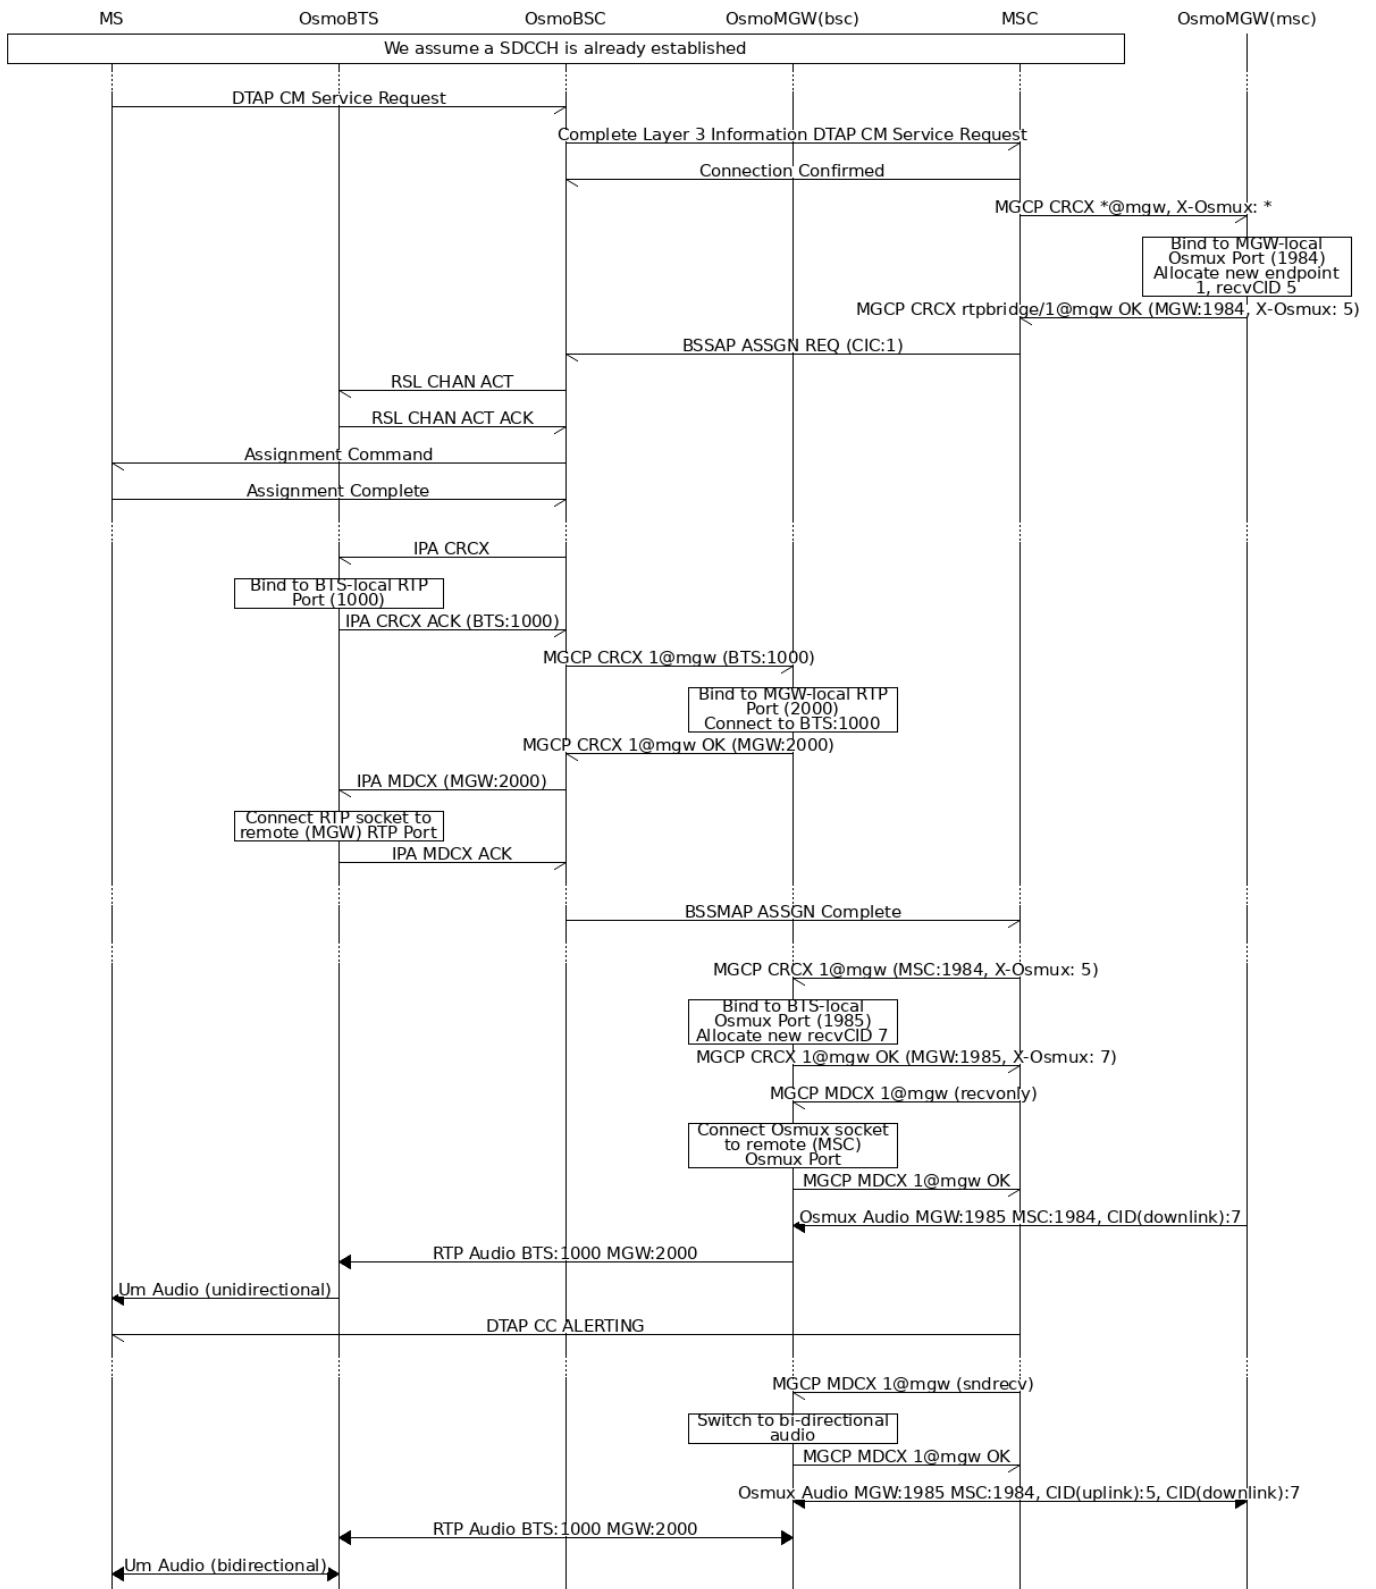 MS OsmoBTS OsmoBSC OsmoMGW(bsc) MSC OsmoMGW(msc)
We assume a SDCCH is already established
DTAP CM Service Request
Complete Layer 3 Information DTAP CM Service Request
Connection Confirmed
MGCP CRCX *@mgw, X-Osmux: *
Bind to MGW-local
Osmux Port (1984)
Allocate new endpoint
1, recvCID 5
MGCP CRCX rtpbridge/1@mgw OK (MGW:1984, X-Osmux: 5)
BSSAP ASSGN REQ (CIC:1)
RSL CHAN ACT
RSL CHAN ACT ACK
Assignment Command
Assignment Complete
IPA CRCX
Bind to BTS-local RTP
Port (1000)
IPA CRCX ACK (BTS:1000)
MGCP CRCX 1@mgw (BTS:1000)
Bind to MGW-local RTP
Port (2000)
Connect to BTS:1000
MGCP CRCX 1@mgw OK (MGW:2000)
IPA MDCX (MGW:2000)
Connect RTP socket to
remote (MGW) RTP Port
IPA MDCX ACK
BSSMAP ASSGN Complete
MGCP CRCX 1@mgw (MSC:1984, X-Osmux: 5)
Bind to BTS-local
Osmux Port (1985)
Allocate new recvCID 7
MGCP CRCX 1@mgw OK (MGW:1985, X-Osmux: 7)
MGCP MDCX 1@mgw (recvonly)
Connect Osmux socket
to remote (MSC)
Osmux Port
MGCP MDCX 1@mgw OK
Osmux Audio MGW:1985 MSC:1984, CID(downlink):7
RTP Audio BTS:1000 MGW:2000
Um Audio (unidirectional)
DTAP CC ALERTING
MGCP MDCX 1@mgw (sndrecv)
Switch to bi-directional
audio
MGCP MDCX 1@mgw OK
Osmux Audio MGW:1985 MSC:1984, CID(uplink):5, CID(downlink):7
RTP Audio BTS:1000 MGW:2000
Um Audio (bidirectional)